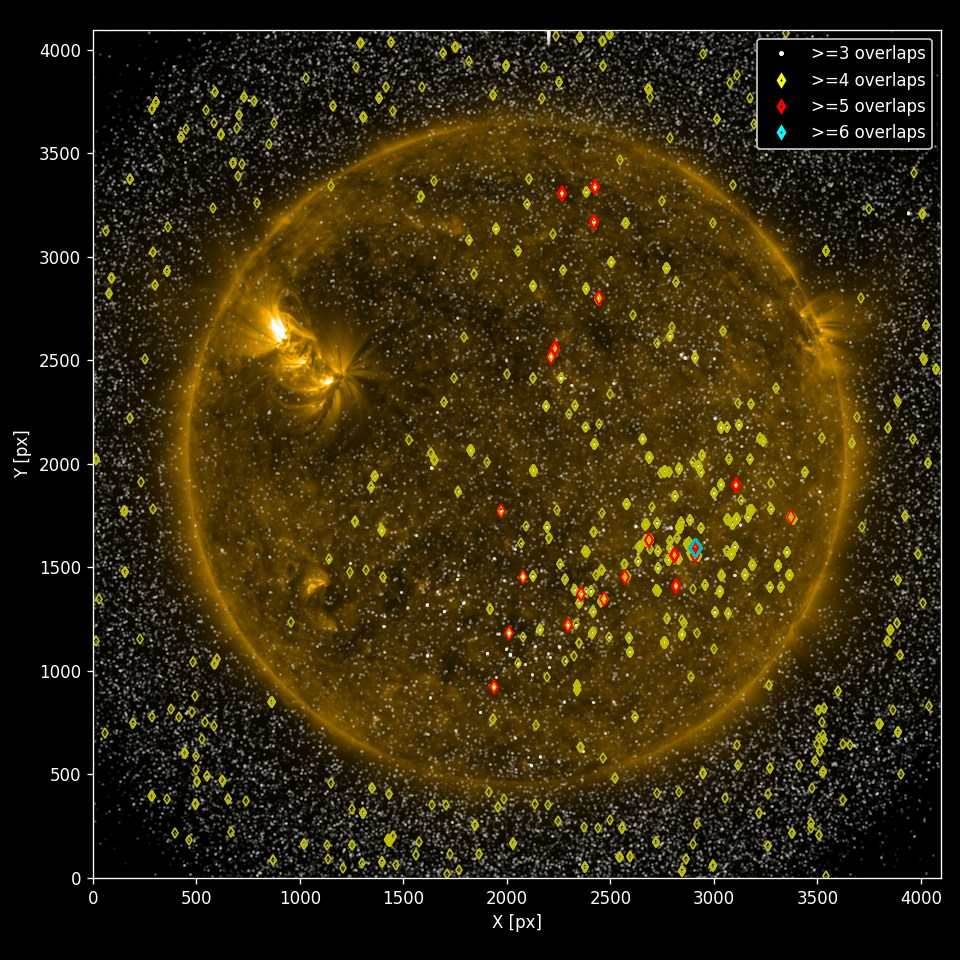 >=3 overlaps
>=4 overlaps
>=5 overlaps
>=6 overlaps
4000
3500
3000
2500
2000
1500
1000
500
0
Y [px]
0 500 1000 1500 2000 2500 3000 3500 4000
X [px]